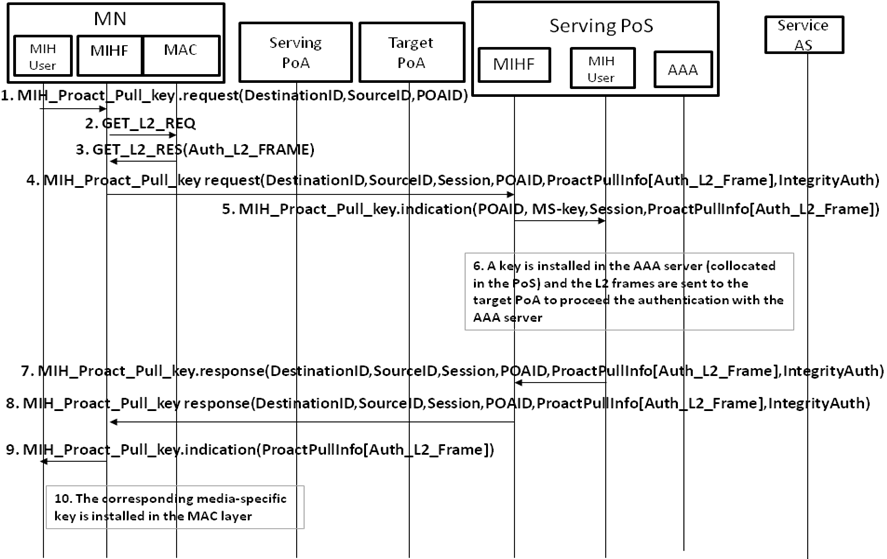 MN
MIH
User
MIHF
MAC
Serving
PoA
Target
PoA
Serving PoS
MIHF
MIH
User
AAA
Service
AS
1. MIH_Proact_Pull_key.request(DestinationID,SourceID,POAID)
2. GET_L2_REQ
3. GET_L2_RES(Auth_L2_FRAME)
4. MIH_Proact_Pull_key request(DestinationID,SourceID,Session,POAID,ProactPullInfo[Auth_L2_Frame],IntegrityAuth)
5. MIH_Proact_Pull_key.indication(POAID, MS-key,Session,ProactPullInfo[Auth_L2_Frame])
6. A key is installed in the AAA server (collocated
in the PoS) and the L2 frames are sent to the
target PoA to proceed the authentication with the
AAA server
7. MIH_Proact_Pull_key.response(DestinationID,SourceID,Session,POAID,ProactPullInfo[Auth_L2_Frame],IntegrityAuth)
8. MIH_Proact_Pull_key response(DestinationID,SourceID,Session,POAID,ProactPullInfo[Auth_L2_Frame],IntegrityAuth)
9. MIH_Proact_Pull_key.indication(ProactPullInfo[Auth_L2_Frame])
10. The corresponding media-specific
key is installed in the MAC layer